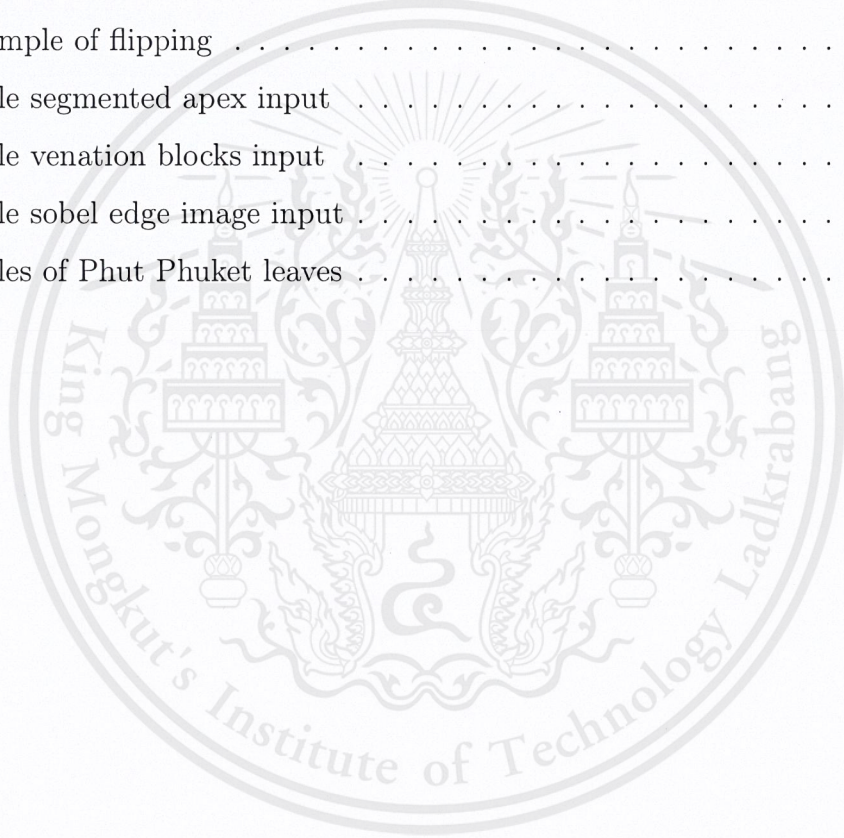 mple of flipping . . . . . . . . . . . . . . . . . . . . . . . . .
le segmented apex input . . . . . . . . . . . . . . . . . . . .
le venation blocks input . . . . . . . . . . . . . . . . . . . .
le sobel edge image input . . . . . . . . . . . . . . . . . . . .
les of Phut Phuket leaves . . . . . . . . . . . . . . . . . . . .
King Mongkut's Institute of Technology Ladkrabang